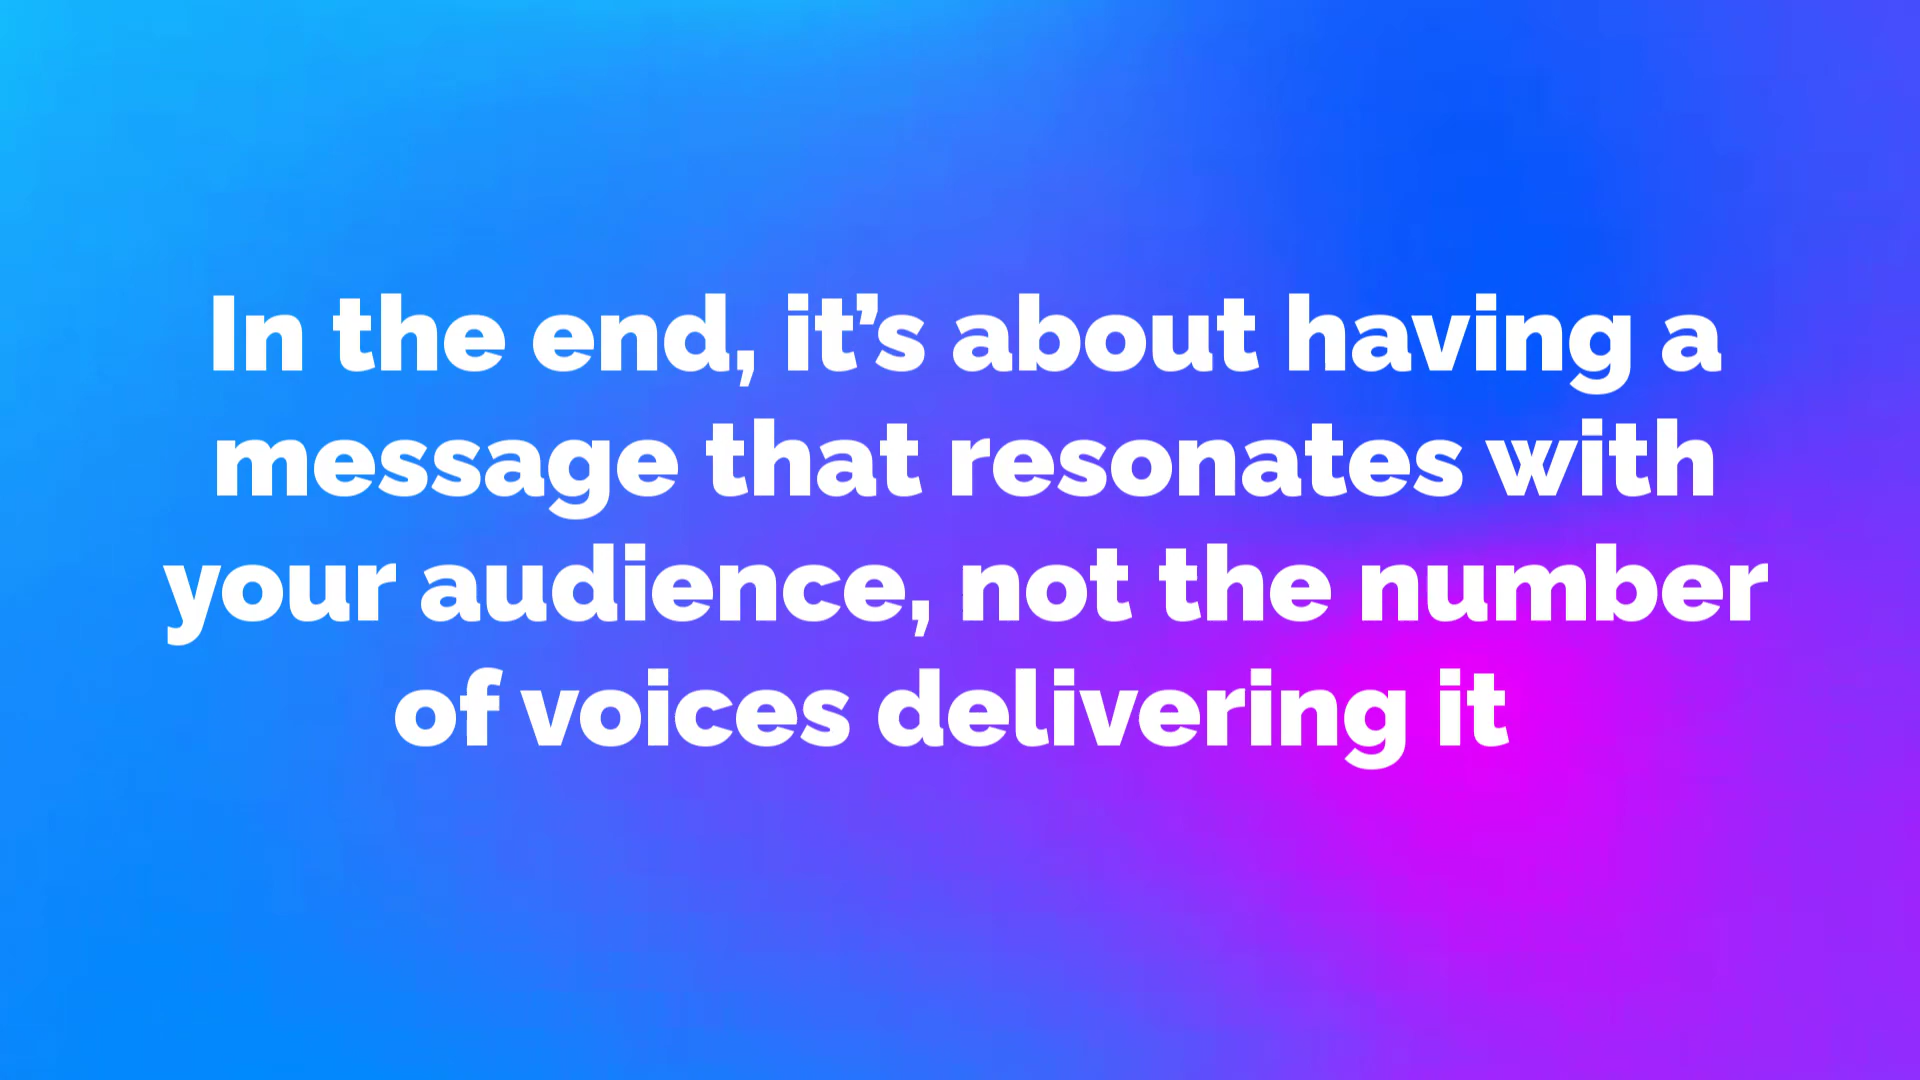 In the end, it’s about having a
message that resonates with
your audience, not the number
of voices delivering it